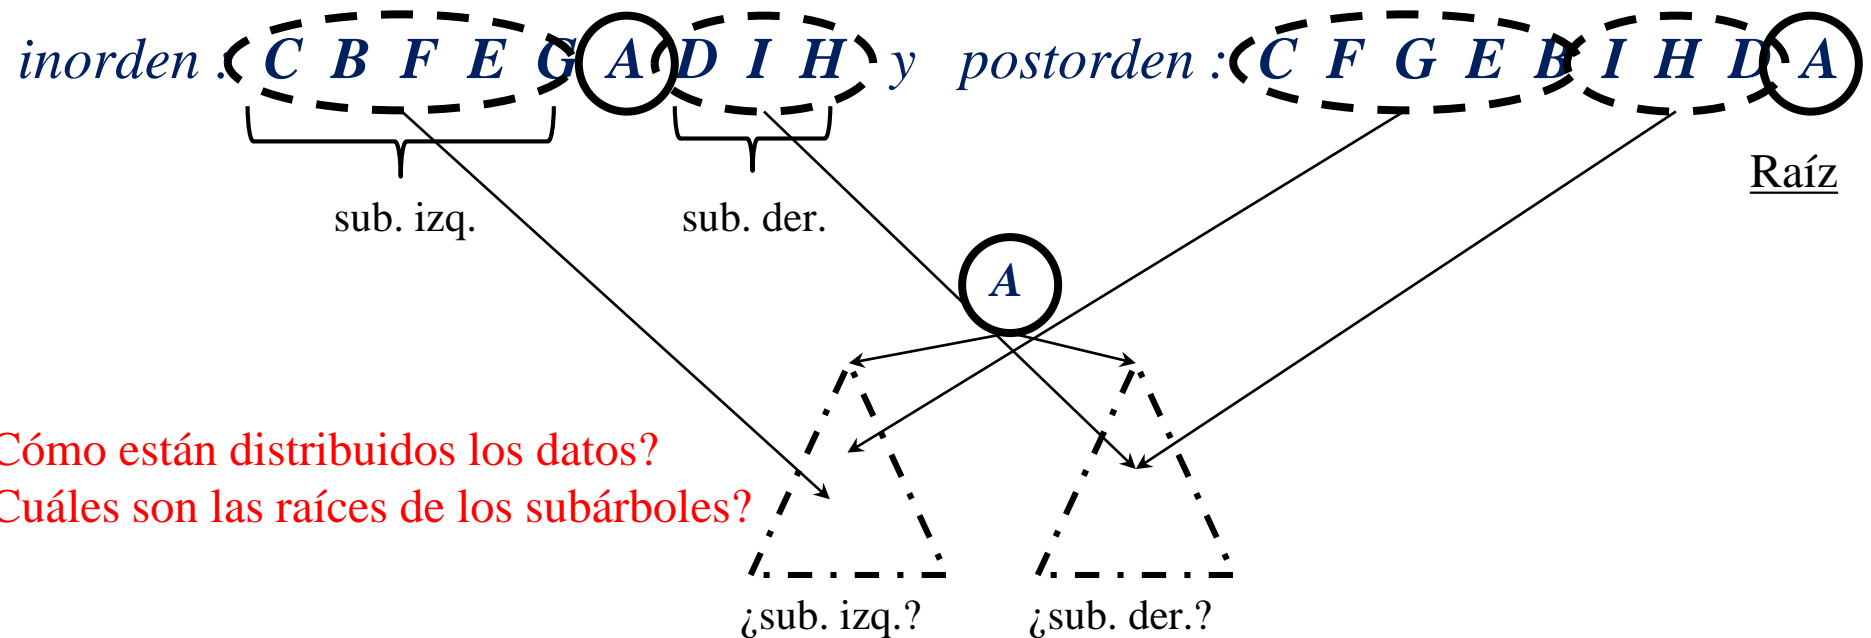 inorden : C B F E G A D I H y postorden : C F G E B I H D A
Raíz
sub. izq. sub. der.
A
Cómo están distribuidos los datos?
Cuáles son las raíces de los subárboles?
¿sub. izq.? ¿sub. der.?